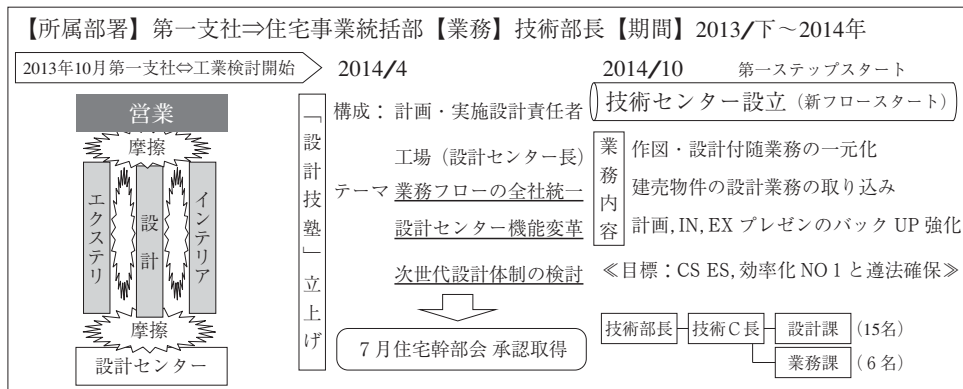 【所属部署】第一支社⇒住宅事業統括部【業務】技術部長【期間】2013/下～2014年
2013年10月第一支社⇔工業検討開始
営業
摩擦
エクステリ
設計
インテリア
摩擦
設計センター
2014/4
「設計技塾」立上げ
構成：計画・実施設計責任者
工場（設計センター長）
テーマ 業務フローの全社統一
設計センター機能変革
次世代設計体制の検討
7月住宅幹部会 承認取得
2014/10 第一ステップスタート
技術センター設立（新フロースタート）
業務内容
作図・設計付随業務の一元化
建売物件の設計業務の取り込み
計画, IN, EX プレゼンのバック UP 強化
≪目標：CS ES, 効率化 NO 1 と遵法確保≫
技術部長 技術C長 設計課（15名）
業務課（6名）